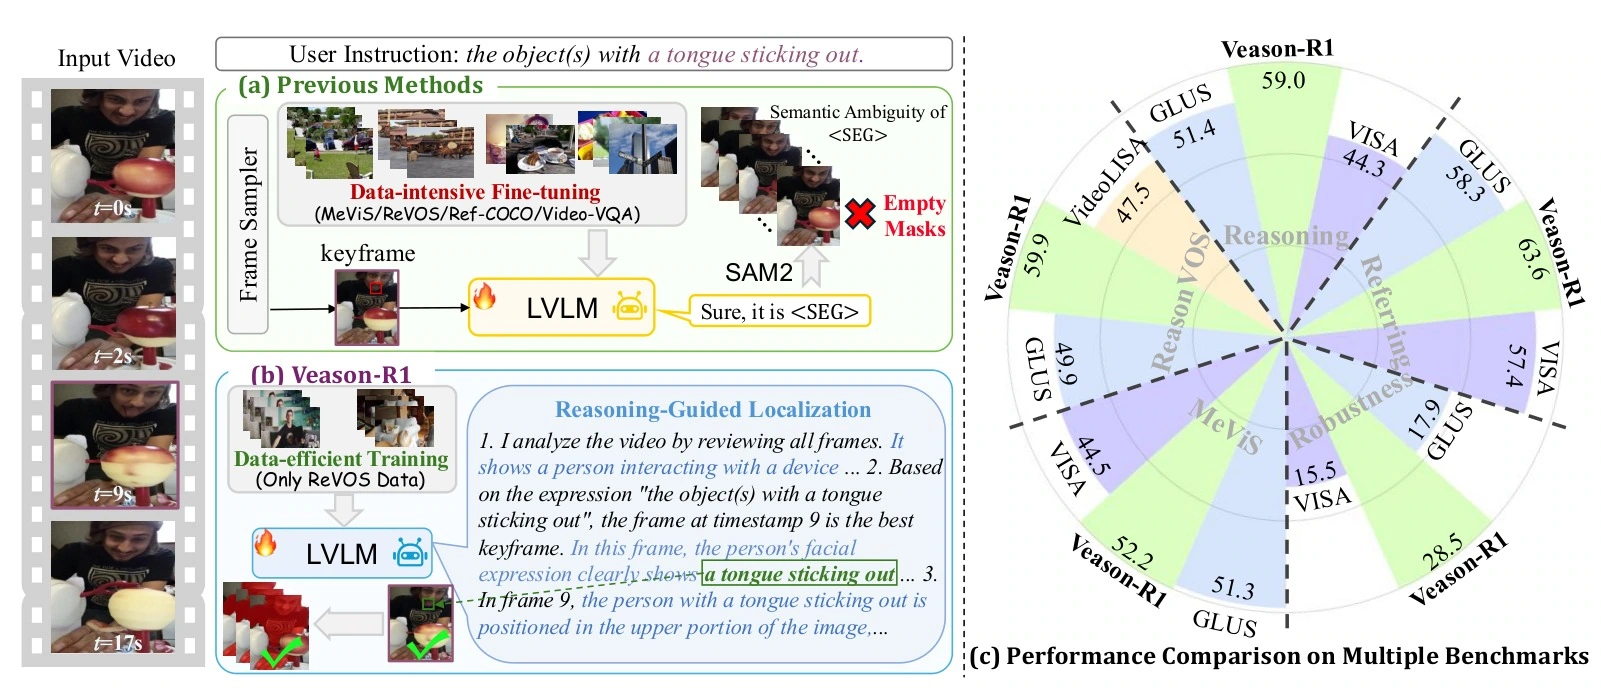 Input Video
t=0s
t=2s
t=9s
t=17s
User Instruction: the object(s) with a tongue sticking out.
(a) Previous Methods
Frame Sampler
Data-intensive Fine-tuning
(MeViS/ReVOS/Ref-COCO/Video-VQA)
keyframe
LVLM
Sure, it is <SEG>
SAM2
Semantic Ambiguity of
<SEG>
Empty
Masks
(b) Veason-R1
Data-efficient Training
(Only ReVOS Data)
LVLM
Reasoning-Guided Localization
1. I analyze the video by reviewing all frames. It
shows a person interacting with a device ... 2. Based
on the expression "the object(s) with a tongue
sticking out", the frame at timestamp 9 is the best
keyframe. In this frame, the person's facial
expression clearly shows a tongue sticking out ... 3.
In frame 9, the person with a tongue sticking out is
positioned in the upper portion of the image,...
Veason-R1
59.0
VISA
44.3
GLUS
51.4
Reasoning
GLUS
58.3
Veason-R1
63.6
VISA
57.4
Referring
GLUS
17.9
Veason-R1
28.5
VISA
15.5
Robustness
GLUS
51.3
Veason-R1
52.2
VISA
44.5
MeViS
GLUS
49.9
Veason-R1
59.9
VideoLISA
47.5
ReasonVOS
(c) Performance Comparison on Multiple Benchmarks